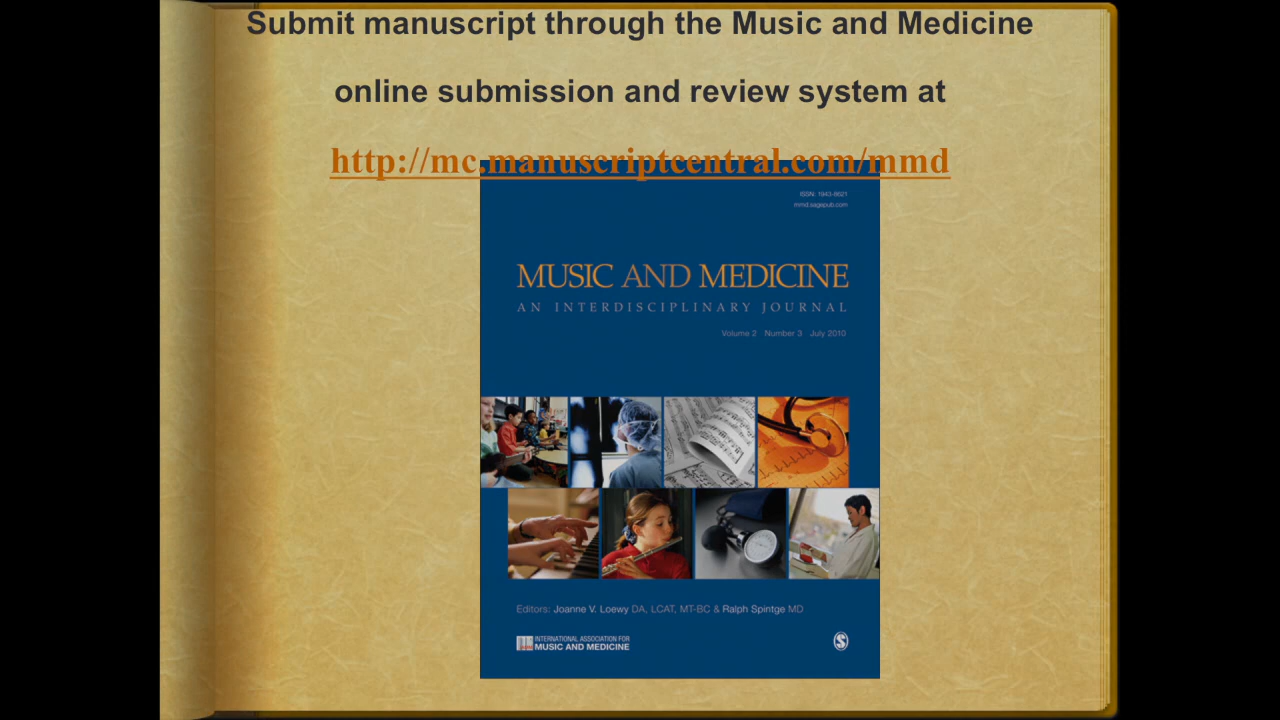 Submit manuscript through the Music and Medicine
online submission and review system at
http://mc.manuscriptcentral.com/mmd
ISSN: 1943-8621
mmd.sagepub.com
MUSIC AND MEDICINE
AN INTERDISCIPLINARY JOURNAL
Volume 2 Number 3 July 2010
Editors: Joanne V. Loewy DA, LCAT, MT-BC & Ralph Spintge MD
INTERNATIONAL ASSOCIATION FOR
MUSIC AND MEDICINE